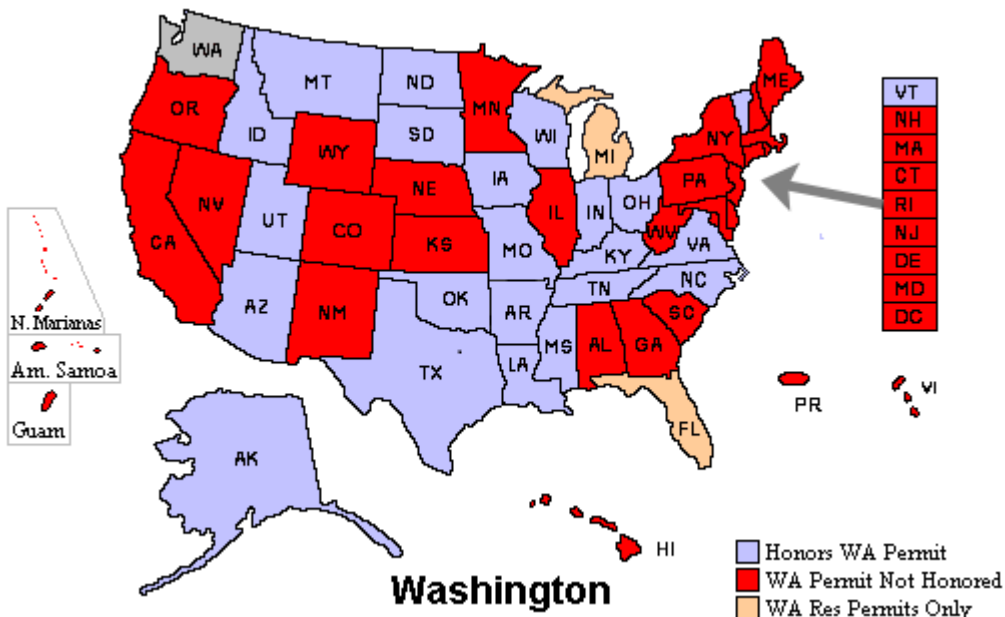 WA
MT
ND
MN
ME
VT
OR
ID
SD
WI
NY
NH
WY
MI
MA
IA
NE
PA
CT
NV
UT
CO
IL
IN
OH
RI
CA
KS
MO
WV
VA
NJ
KY
DE
AZ
NM
OK
AR
TN
NC
MD
N. Marianas
SC
DC
Am. Samoa
TX
LA
MS
AL
GA
Guam
PR
VI
FL
AK
HI
Honors WA Permit
Washington
WA Permit Not Honored
WA Res Permits Only